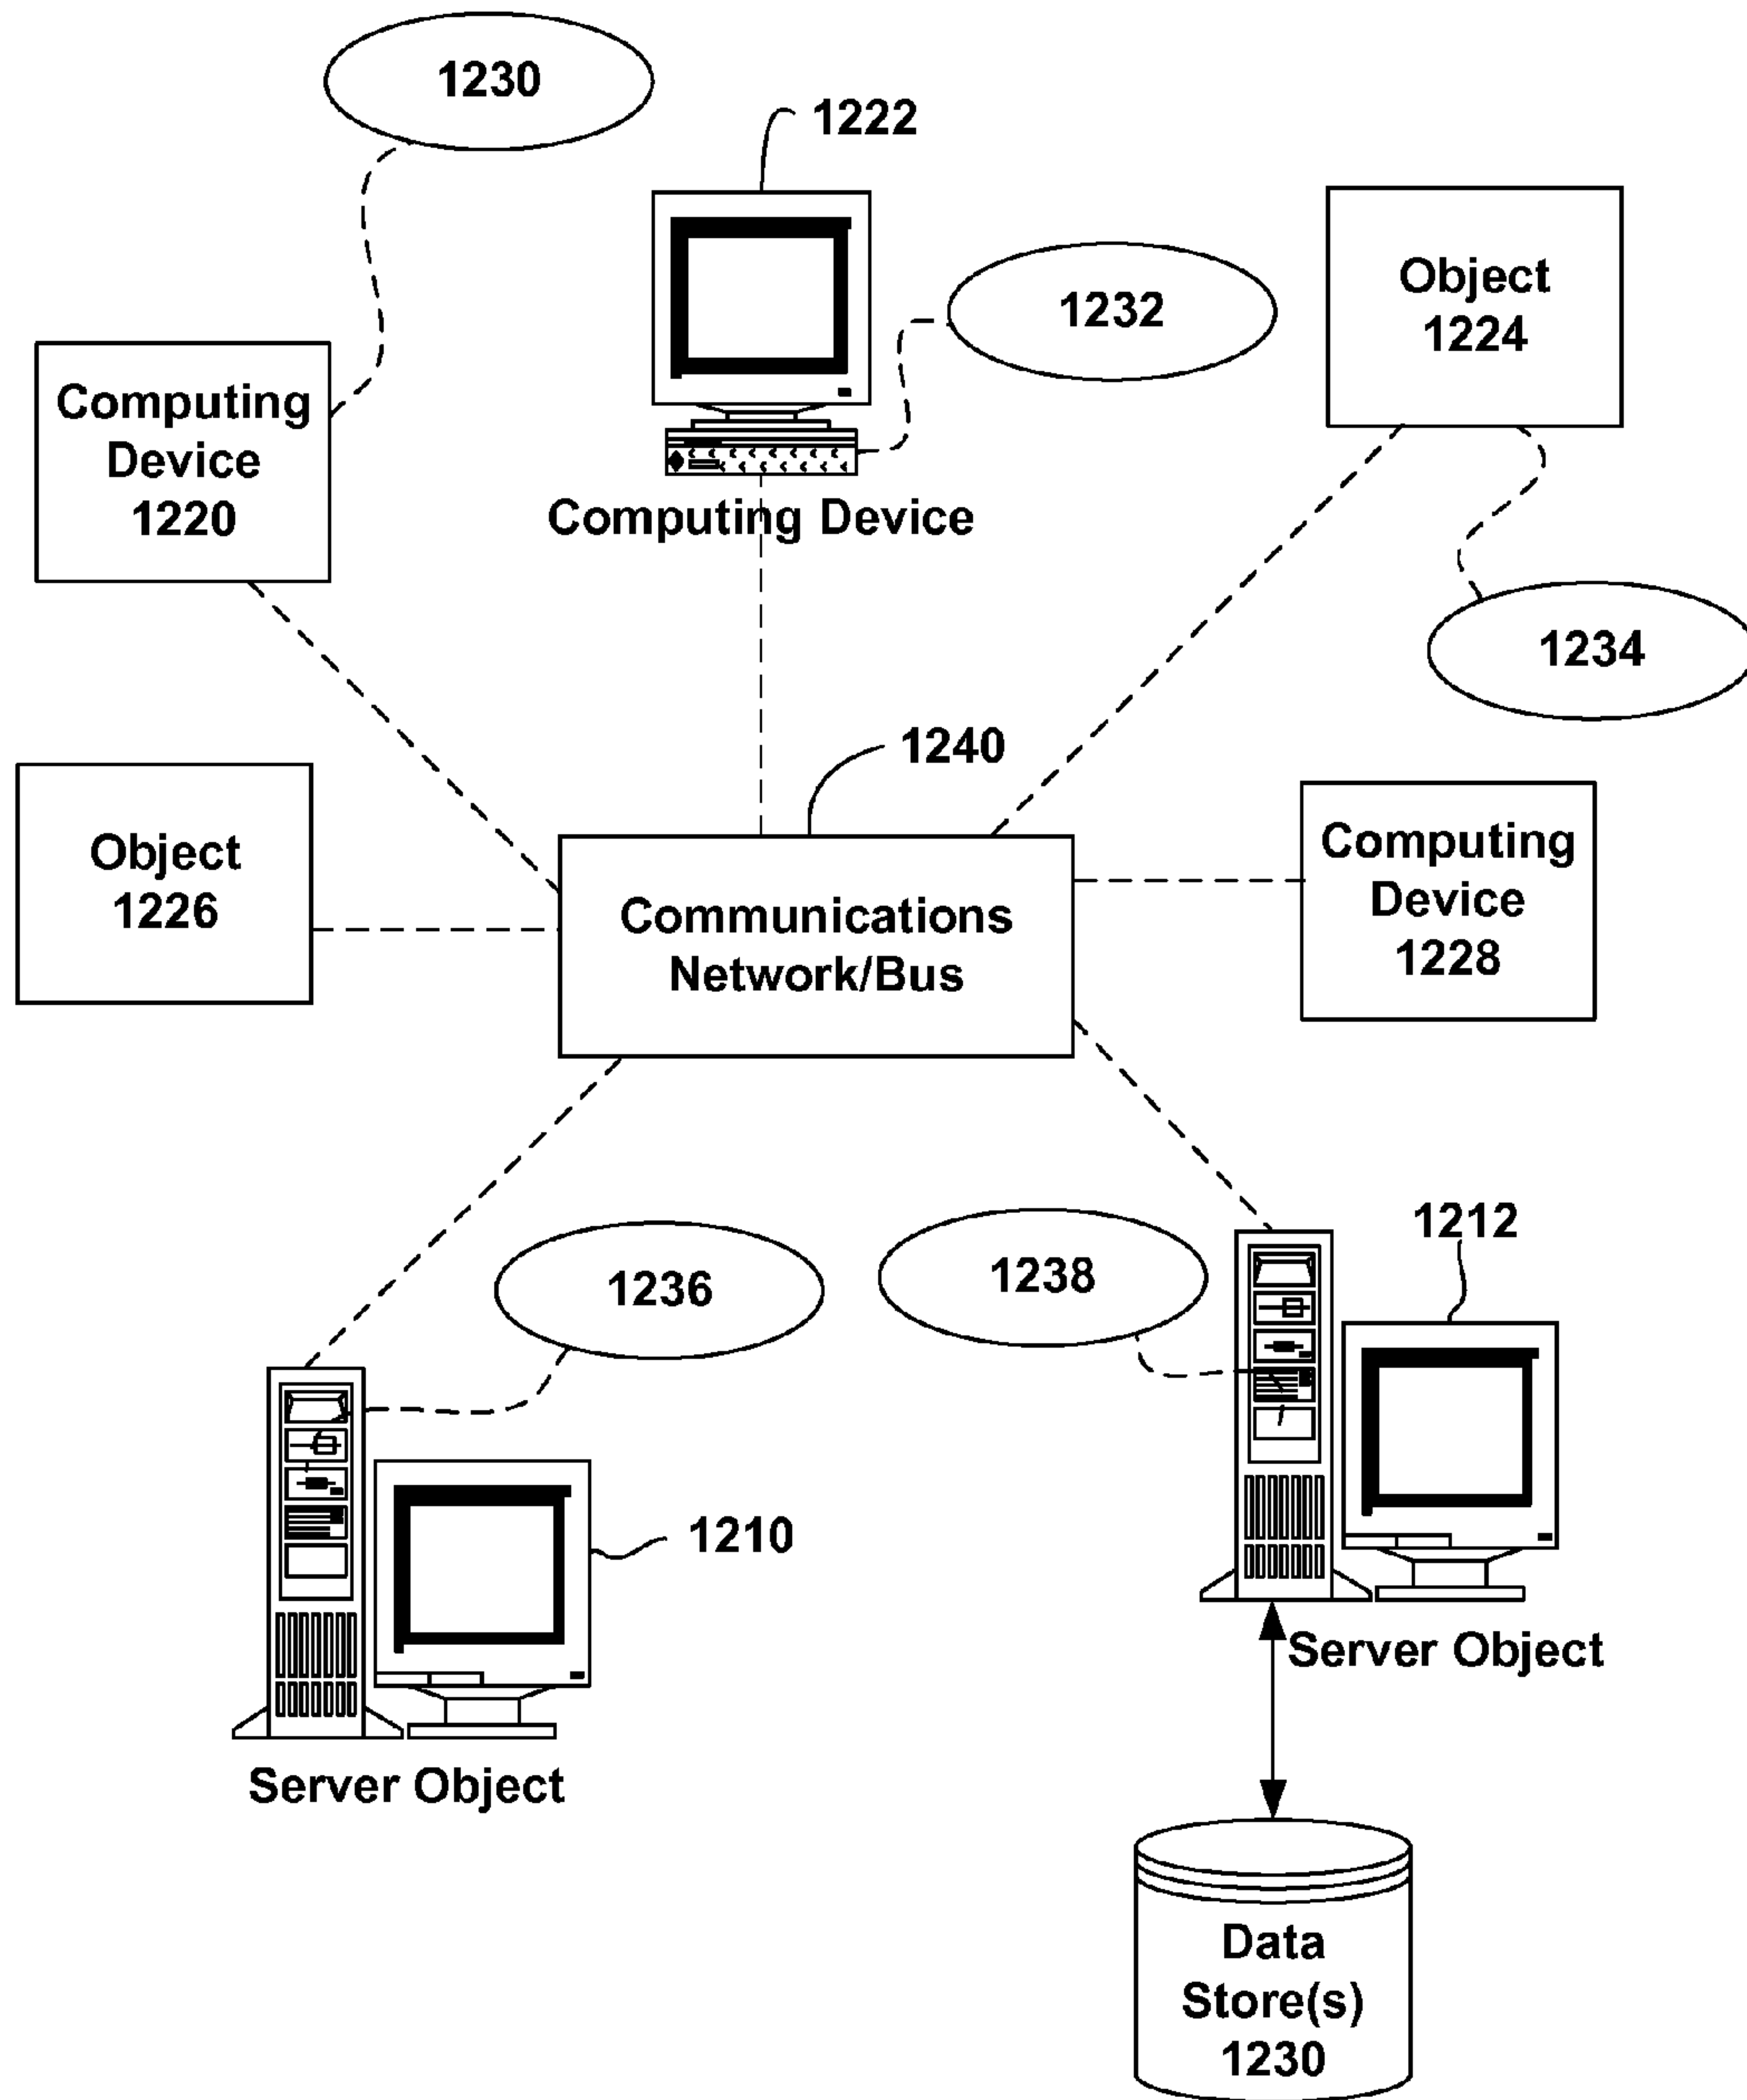 1230
1222
1232
Object
1224
Computing
Device
1220
Computing Device
1234
1240
Object
1226
Communications
Network/Bus
Computing
Device
1228
1236
1238
1212
1210
Server Object
Server Object
Data
Store(s)
1230